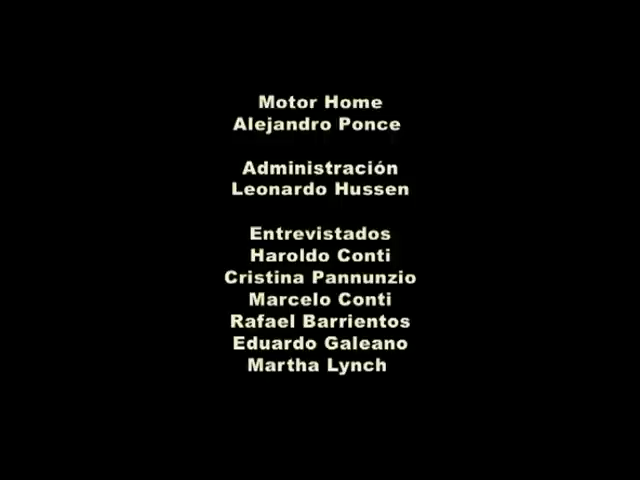 Motor Home
Alejandro Ponce
Administración
Leonardo Hussen
Entrevistados
Haroldo Conti
Cristina Pannunzio
Marcelo Conti
Rafael Barrientos
Eduardo Galeano
Martha Lynch